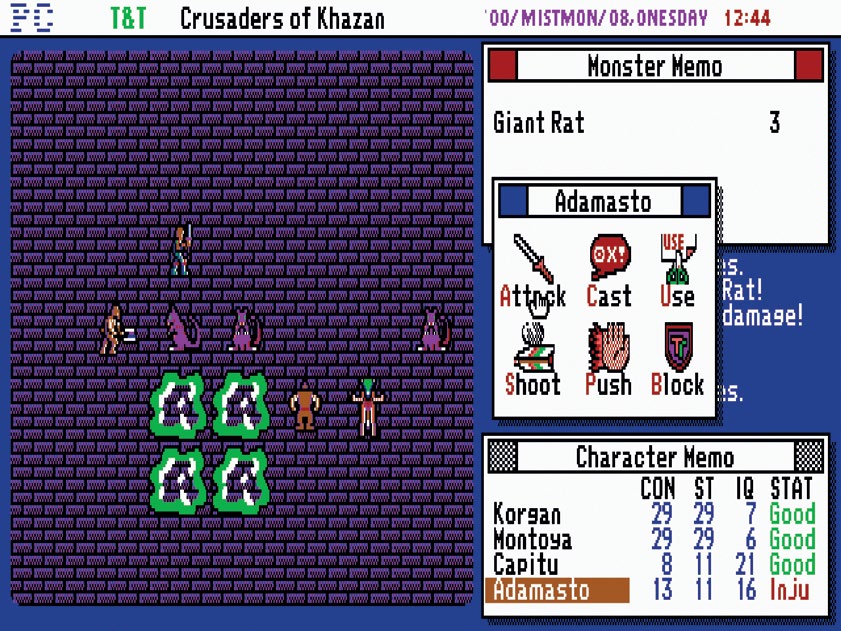 PC T&T Crusaders of Khazan '00/MISTMON/08,ONESDAY 12:44
Monster Memo
Giant Rat 3
Adamasto
OX! USE
Attack Cast Use
Shoot Push Block
es.
Rat!
damage!
es.
Character Memo
CON ST IQ STAT
Korgan 29 29 7 Good
Montoya 29 29 6 Good
Capitu 8 11 21 Good
Adamasto 13 11 16 Inju